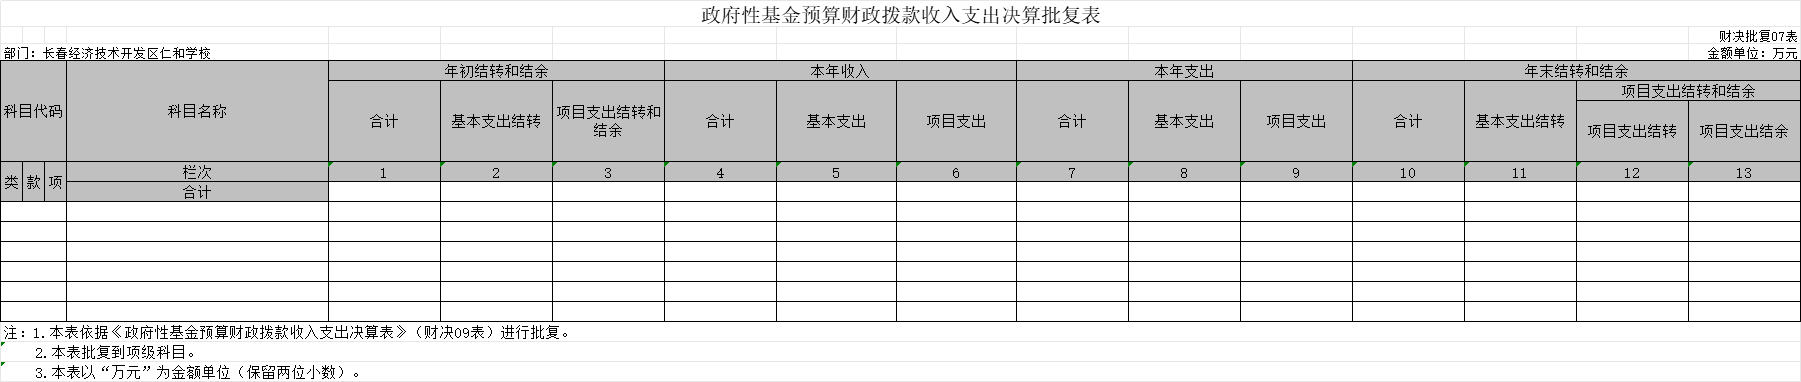 政府性基金预算财政拨款收入支出决算批复表
财决批复07表
部门：长春经济技术开发区仁和学校
金额单位：万元
科目代码 科目名称 年初结转和结余 本年收入 本年支出 年末结转和结余
合计 基本支出结转 项目支出结转和结余 合计 基本支出 项目支出 合计 基本支出 项目支出 合计 基本支出结转 项目支出结转和结余
项目支出结转 项目支出结余
类 款 项 栏次 1 2 3 4 5 6 7 8 9 10 11 12 13
合计
注：1.本表依据《政府性基金预算财政拨款收入支出决算表》（财决09表）进行批复。
2.本表批复到项级科目。
3.本表以“万元”为金额单位（保留两位小数）。